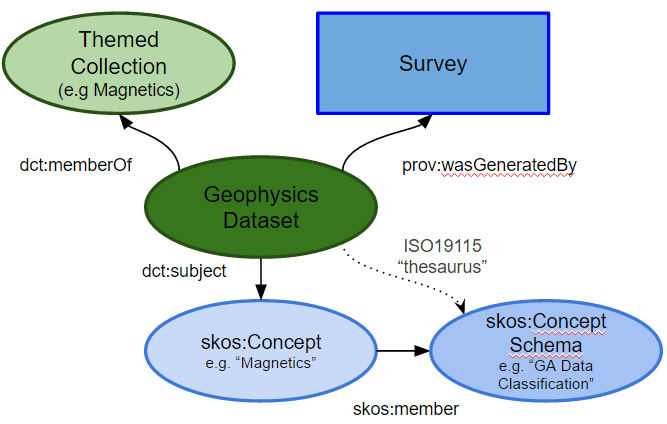 Themed
Collection
(e.g Magnetics)
Survey
dct:memberOf
prov:wasGeneratedBy
Geophysics
Dataset
ISO19115
“thesaurus”
dct:subject
skos:Concept
e.g. “Magnetics”
skos:Concept
Schema
e.g. “GA Data
Classification”
skos:member